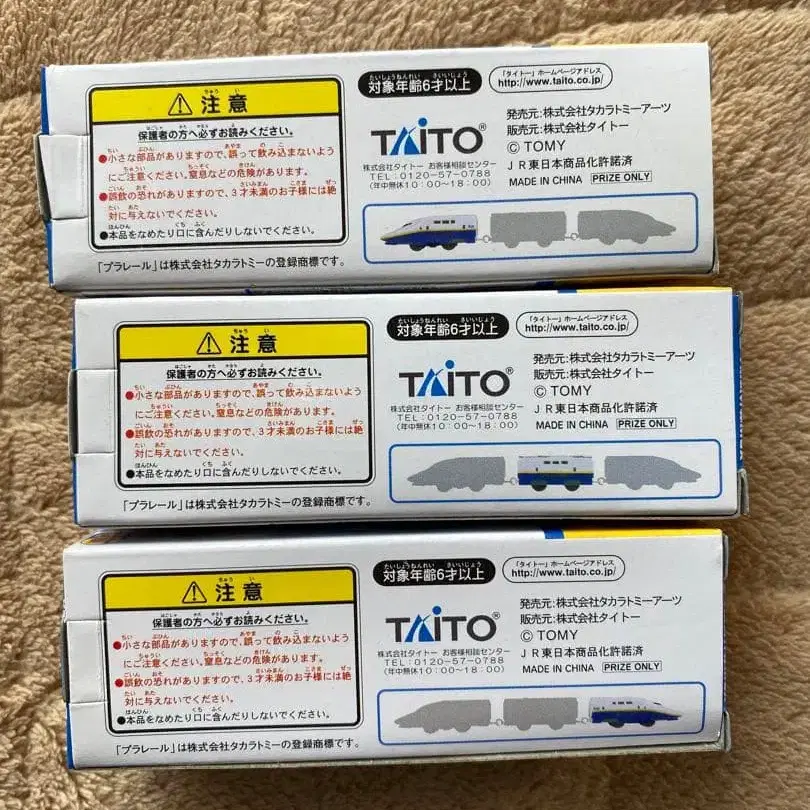 注意
保護者の方へ必ずお読みください。
●小さな部品がありますので、誤って飲み込まないよう
にご注意ください。窒息などの危険があります。
●誤飲の恐れがありますので、3才未満のお子様には絶
対に与えないでください。
●本品をなめたり口に含んだりしないでください。
「プラレール」は株式会社タカラトミーの登録商標です。
対象年齢6才以上
「タイトー」ホームページアドレス
http://www.taito.co.jp/
TAITO®
株式会社タイトー お客様相談センター
TEL:0120-57-0788
(年中無休10:00〜18:00)
発売元:株式会社タカラトミーアーツ
販売元:株式会社タイトー
© TOMY
JR東日本商品化許諾済
MADE IN CHINA PRIZE ONLY
注意
保護者の方へ必ずお読みください。
●小さな部品がありますので、誤って飲み込まないよう
にご注意ください。窒息などの危険があります。
●誤飲の恐れがありますので、3才未満のお子様には絶
対に与えないでください。
●本品をなめたり口に含んだりしないでください。
「プラレール」は株式会社タカラトミーの登録商標です。
対象年齢6才以上
「タイトー」ホームページアドレス
http://www.taito.co.jp/
TAITO®
株式会社タイトー お客様相談センター
TEL:0120-57-0788
(年中無休10:00〜18:00)
発売元:株式会社タカラトミーアーツ
販売元:株式会社タイトー
© TOMY
JR東日本商品化許諾済
MADE IN CHINA PRIZE ONLY
注意
保護者の方へ必ずお読みください。
●小さな部品がありますので、誤って飲み込まないよう
にご注意ください。窒息などの危険があります。
●誤飲の恐れがありますので、3才未満のお子様には絶
対に与えないでください。
●本品をなめたり口に含んだりしないでください。
「プラレール」は株式会社タカラトミーの登録商標です。
対象年齢6才以上
「タイトー」ホームページアドレス
http://www.taito.co.jp/
TAITO®
株式会社タイトー お客様相談センター
TEL:0120-57-0788
(年中無休10:00〜18:00)
発売元:株式会社タカラトミーアーツ
販売元:株式会社タイトー
© TOMY
JR東日本商品化許諾済
MADE IN CHINA PRIZE ONLY